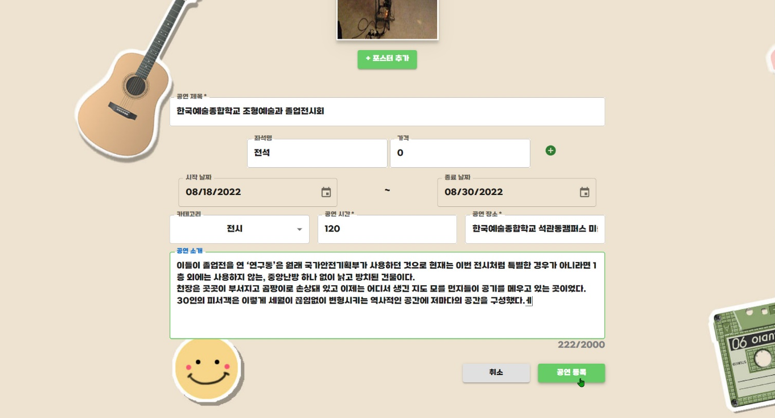 + 포스터 추가
공연 제목 *
한국예술종합학교 조형예술과 졸업전시회
좌석명
가격
전석
0
시작 날짜
종료 날짜
08/18/2022
~
08/30/2022
카테고리
공연 시간 *
공연 장소 *
전시
120
한국예술종합학교 석관동캠퍼스 미
공연 소개
이들이 졸업전을 연 '연구동'은 원래 국가안전기획부가 사용하던 것으로 현재는 이번 전시처럼 특별한 경우가 아니라면 1
층 외에는 사용하지 않는, 중앙난방 하나 없이 낡고 방치된 건물이다.
천장은 곳곳이 부서지고 곰팡이로 손상돼 있고 이제는 어디서 생긴 지도 모를 먼지들이 공기를 메우고 있는 곳이었다.
30인의 피서객은 이렇게 세월이 끊임없이 변형시키는 역사적인 공간에 저마다의 공간을 구성했다.
222/2000
취소
공연 등록
90